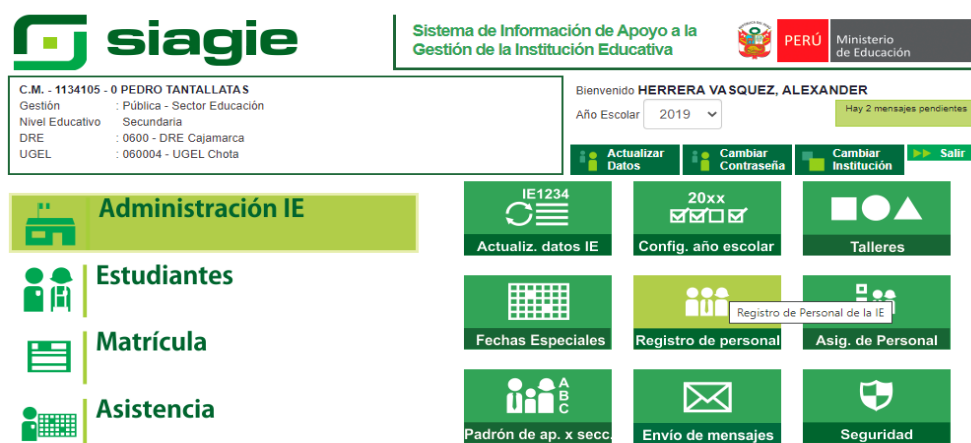 siagie
Sistema de Información de Apoyo a la
Gestión de la Institución Educativa
PERÚ
Ministerio
de Educación
C.M. - 1134105 - 0 PEDRO TANTALLATAS
Gestión : Pública - Sector Educación
Nivel Educativo Secundaria
DRE : 0600 - DRE Cajamarca
UGEL : 060004 - UGEL Chota
Bienvenido HERRERA VASQUEZ, ALEXANDER
Año Escolar 2019
Hay 2 mensajes pendientes
Actualizar
Datos
Cambiar
Contraseña
Cambiar
Institución
Salir
Administración IE
Estudiantes
Matrícula
Asistencia
IE1234
Actualiz. datos IE
20xx
Config. año escolar
Talleres
Fechas Especiales
Registro de personal
Registro de Personal de la IE
Asig. de Personal
A
B
C
Padrón de ap. x secc.
Envío de mensajes
Seguridad